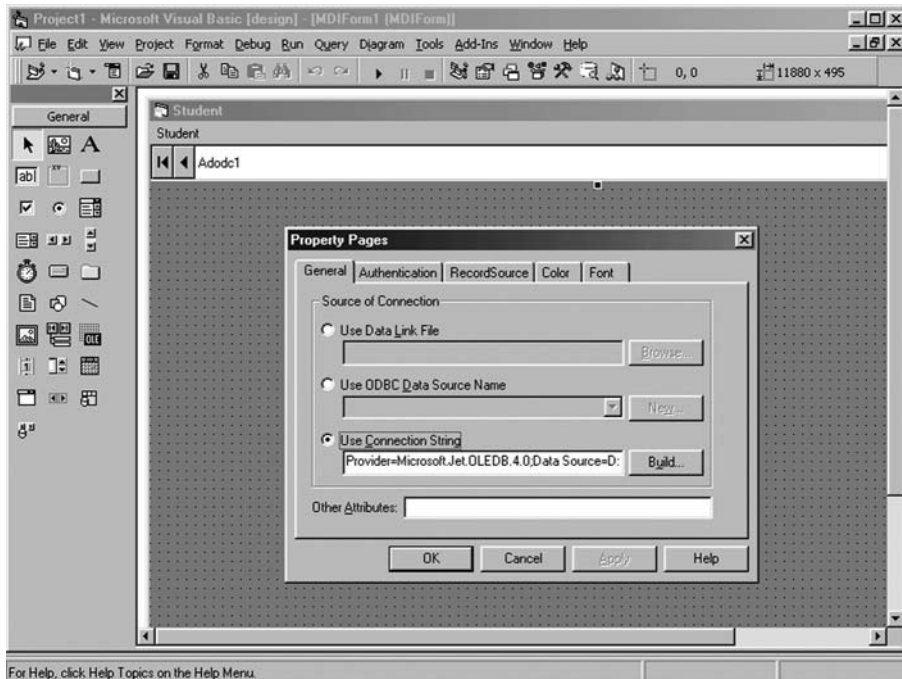 Project1 - Microsoft Visual Basic [design] - [MDIForm1 (MDIForm)]
File Edit View Project Format Debug Run Query Diagram Tools Add-Ins Window Help
0, 0 11880 x 495
General
Student
Student
Adodc1
A
ab|
OLE
1
Property Pages
General Authentication RecordSource Color Font
Source of Connection
Use Data Link File
Browse...
Use ODBC Data Source Name
New...
Use Connection String
Provider=Microsoft.Jet.OLEDB.4.0;Data Source=D:
Build...
Other Attributes:
OK Cancel Apply Help
For Help, click Help Topics on the Help Menu.